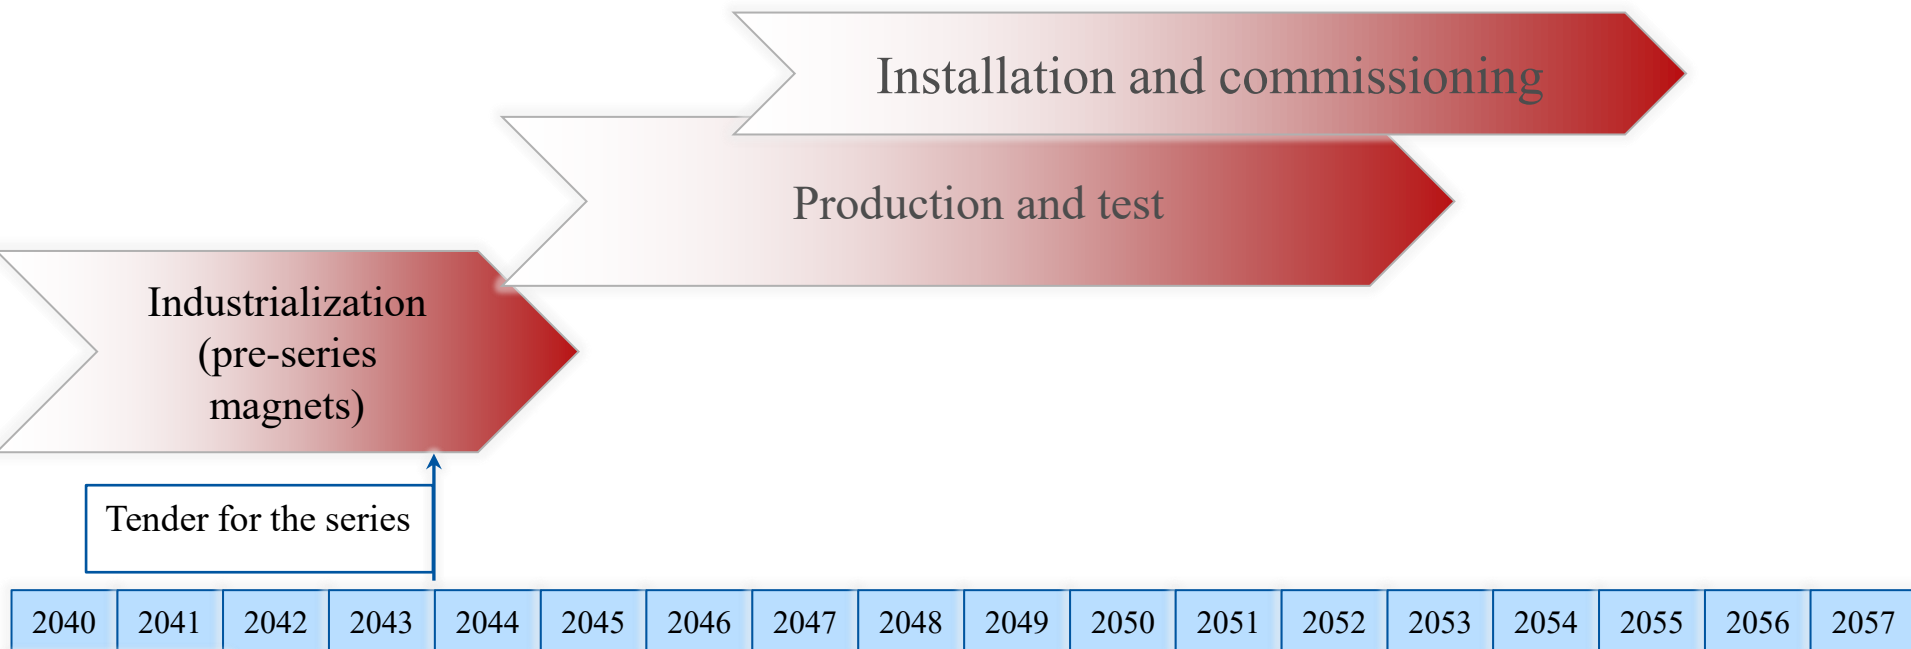 Installation and commissioning
Production and test
Industrialization
(pre-series
magnets)
Tender for the series
2040 2041 2042 2043 2044 2045 2046 2047 2048 2049 2050 2051 2052 2053 2054 2055 2056 2057